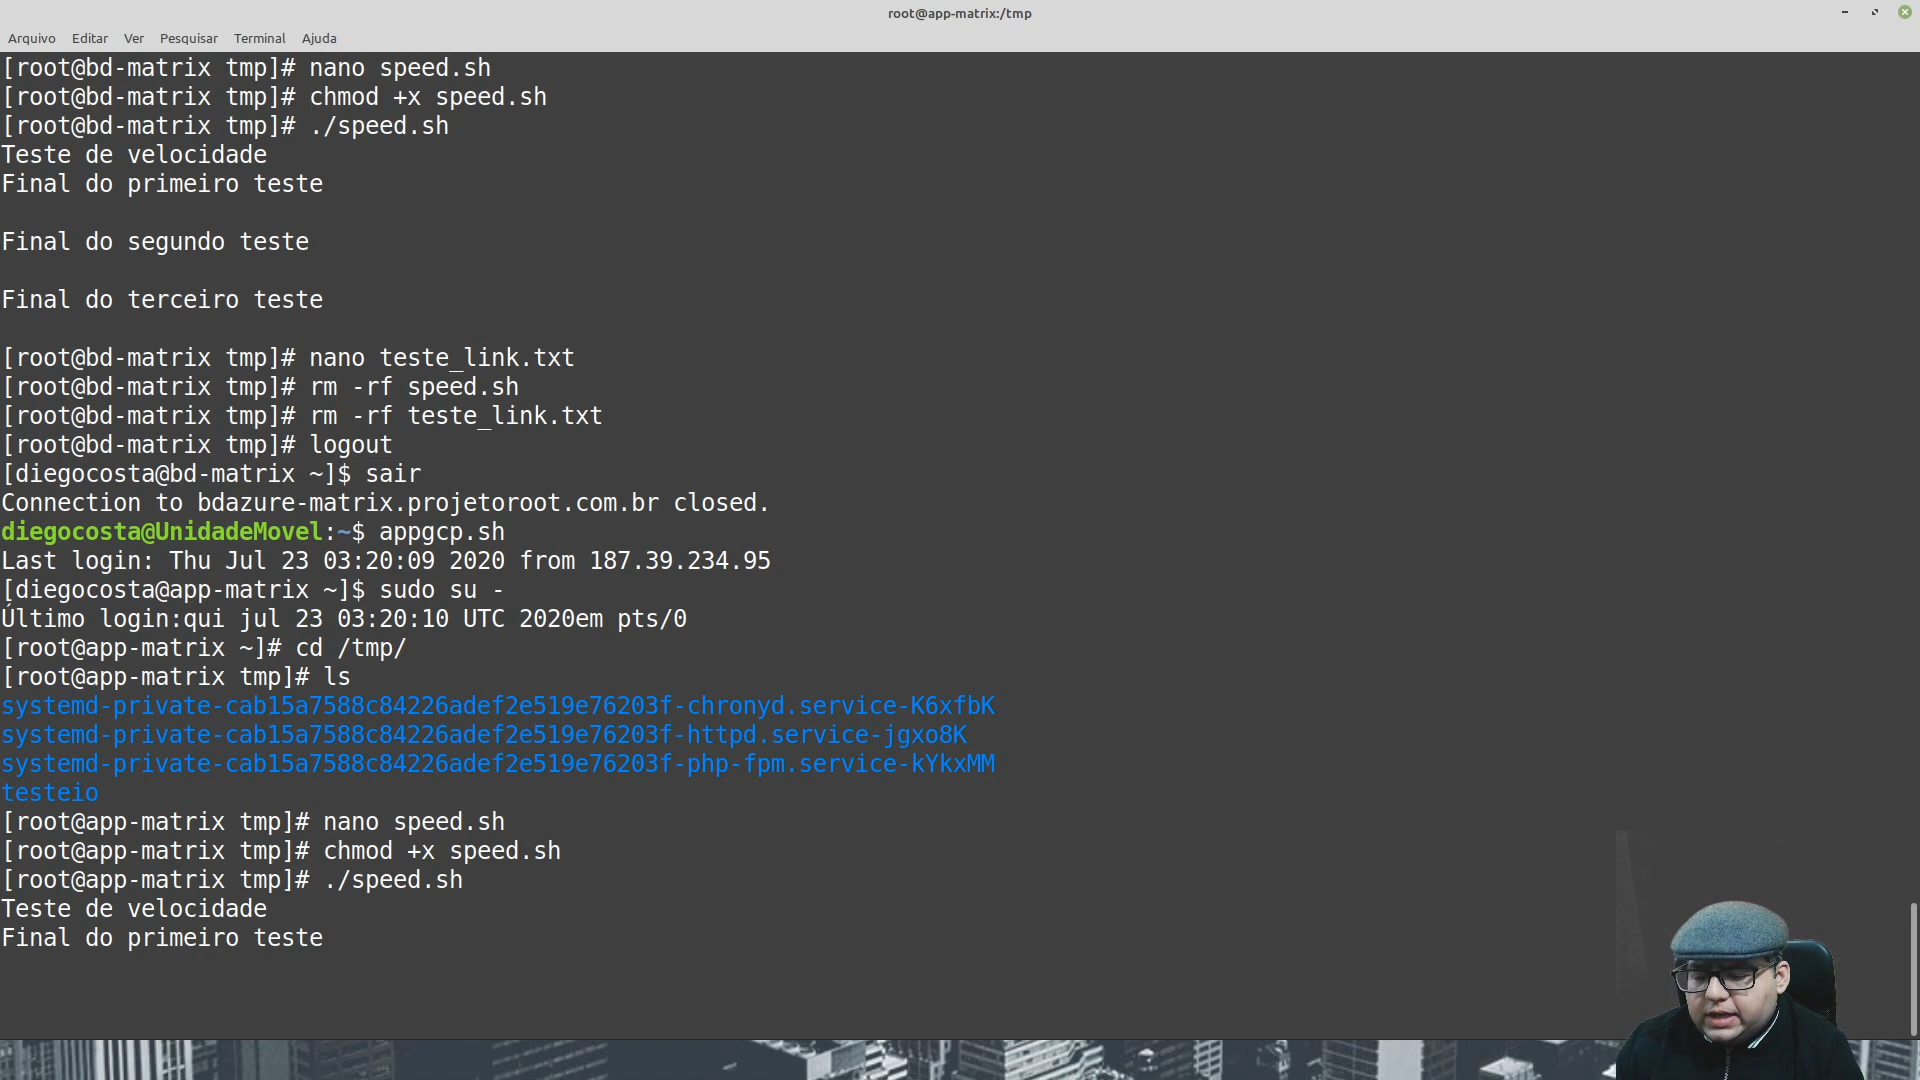 root@app-matrix:/tmp
Arquivo Editar Ver Pesquisar Terminal Ajuda
[root@bd-matrix tmp]# nano speed.sh
[root@bd-matrix tmp]# chmod +x speed.sh
[root@bd-matrix tmp]# ./speed.sh
Teste de velocidade
Final do primeiro teste
Final do segundo teste
Final do terceiro teste
[root@bd-matrix tmp]# nano teste_link.txt
[root@bd-matrix tmp]# rm -rf speed.sh
[root@bd-matrix tmp]# rm -rf teste_link.txt
[root@bd-matrix tmp]# logout
[diegocosta@bd-matrix ~]$ sair
Connection to bdazure-matrix.projetoroot.com.br closed.
diegocosta@UnidadeMovel:~$ appgcp.sh
Last login: Thu Jul 23 03:20:09 2020 from 187.39.234.95
[diegocosta@app-matrix ~]$ sudo su -
Último login:qui jul 23 03:20:10 UTC 2020em pts/0
[root@app-matrix ~]# cd /tmp/
[root@app-matrix tmp]# ls
systemd-private-cab15a7588c84226adef2e519e76203f-chronyd.service-K6xfbK
systemd-private-cab15a7588c84226adef2e519e76203f-httpd.service-jgxo8K
systemd-private-cab15a7588c84226adef2e519e76203f-php-fpm.service-kYkxMM
testeio
[root@app-matrix tmp]# nano speed.sh
[root@app-matrix tmp]# chmod +x speed.sh
[root@app-matrix tmp]# ./speed.sh
Teste de velocidade
Final do primeiro teste